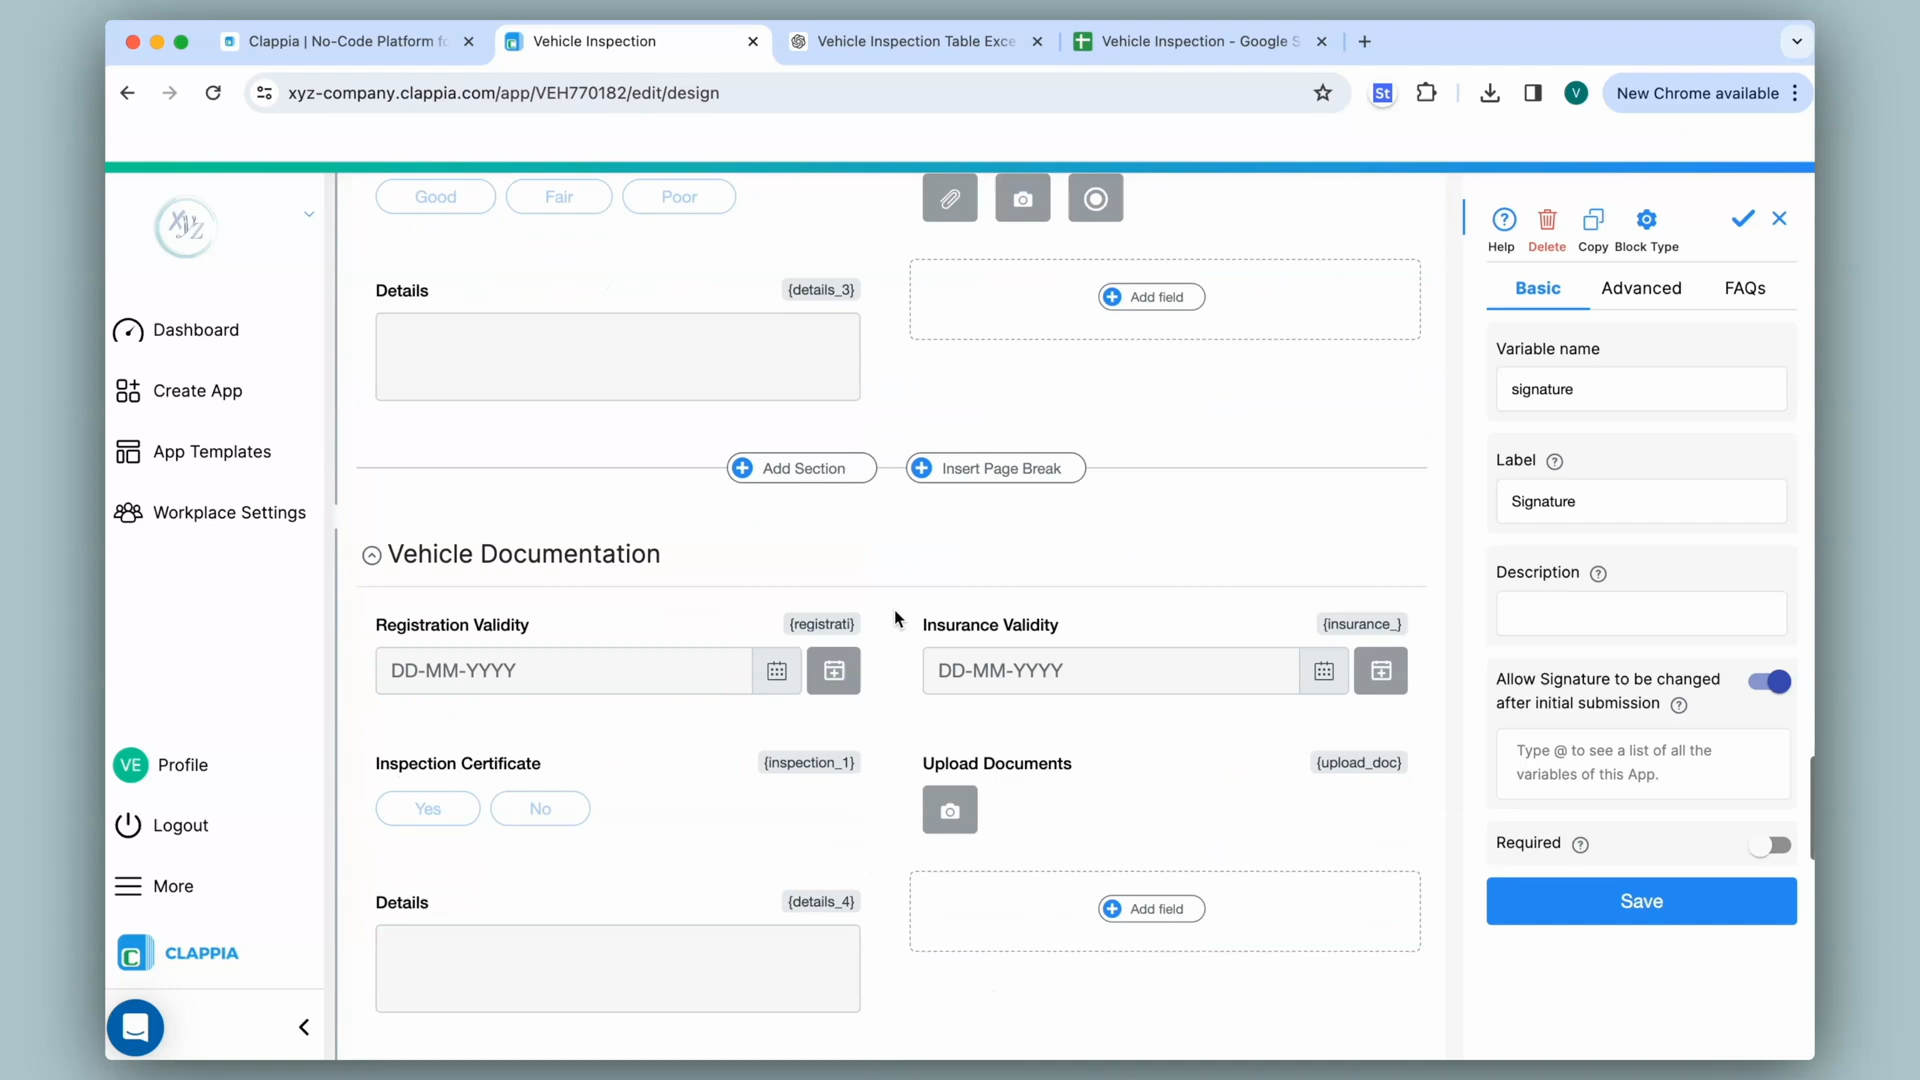 Clappia | No-Code Platform fo
Vehicle Inspection
Vehicle Inspection Table Exce
Vehicle Inspection - Google S
xyz-company.clappia.com/app/VEH770182/edit/design
St
V
New Chrome available
xyz
Dashboard
Create App
App Templates
Workplace Settings
VE
Profile
Logout
More
CLAPPIA
Good
Fair
Poor
Details
{details_3}
Add field
Add Section
Insert Page Break
Vehicle Documentation
Registration Validity
{registrati}
Insurance Validity
{insurance_}
DD-MM-YYYY
DD-MM-YYYY
Inspection Certificate
{inspection_1}
Upload Documents
{upload_doc}
Yes
No
Details
{details_4}
Add field
Help
Delete
Copy
Block Type
Basic
Advanced
FAQs
Variable name
signature
Label
Signature
Description
Allow Signature to be changed
after initial submission
Type @ to see a list of all the
variables of this App.
Required
Save